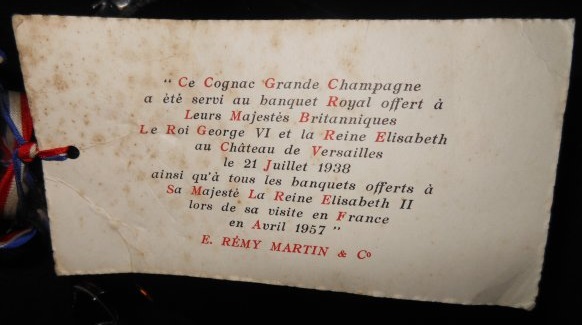 “ Ce Cognac Grande Champagne
a été servi au banquet Royal offert à
Leurs Majestés Britanniques
Le Roi George VI et la Reine Elisabeth
au Château de Versailles
le 21 Juillet 1938
ainsi qu'à tous les banquets offerts à
Sa Majesté La Reine Elisabeth II
lors de sa visite en France
en Avril 1957 ”
E. RÉMY MARTIN & Cº